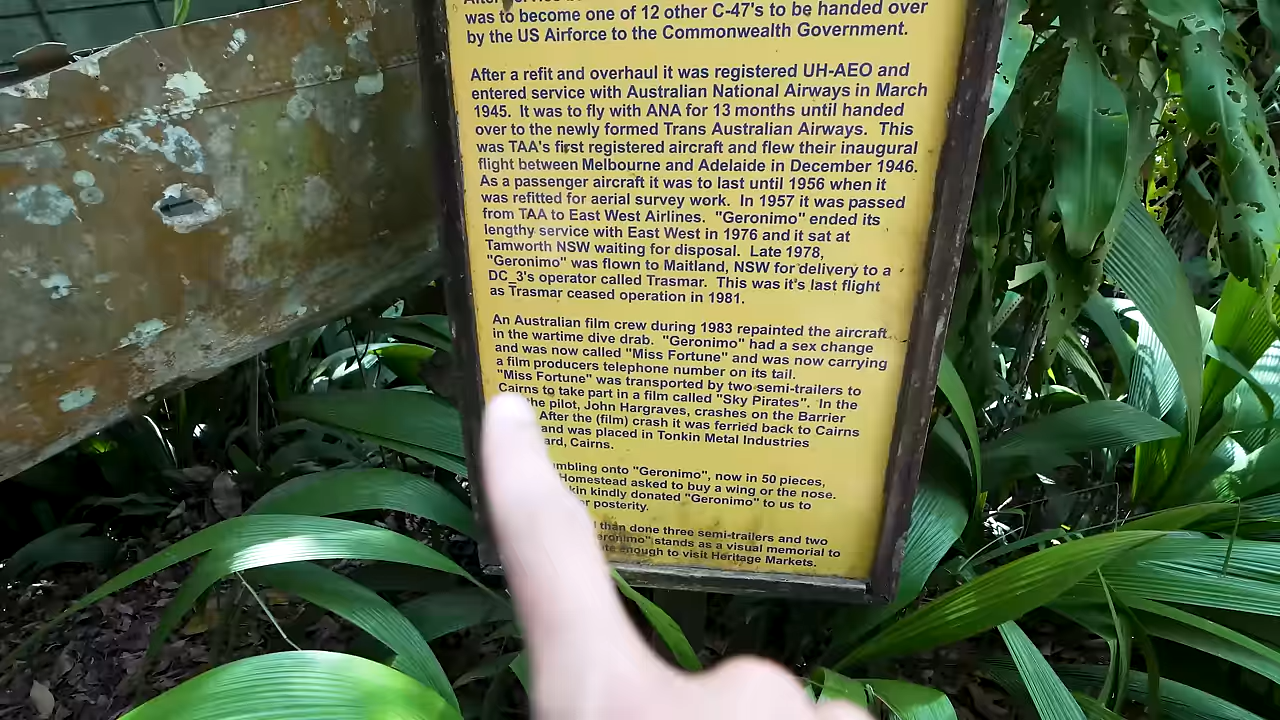 was to become one of 12 other C-47's to be handed over
by the US Airforce to the Commonwealth Government.
After a refit and overhaul it was registered UH-AEO and
entered service with Australian National Airways in March
1945. It was to fly with ANA for 13 months until handed
over to the newly formed Trans Australian Airways. This
was TAA's first registered aircraft and flew their inaugural
flight between Melbourne and Adelaide in December 1946.
As a passenger aircraft it was to last until 1956 when it
was refitted for aerial survey work. In 1957 it was passed
from TAA to East West Airlines. "Geronimo" ended its
lengthy service with East West in 1976 and it sat at
Tamworth NSW waiting for disposal. Late 1978,
"Geronimo" was flown to Maitland, NSW for delivery to a
DC_3's operator called Trasmar. This was it's last flight
as Trasmar ceased operation in 1981.
An Australian film crew during 1983 repainted the aircraft
in the wartime dive drab. "Geronimo" had a sex change
and was now called "Miss Fortune" and was now carrying
a film producers telephone number on its tail.
"Miss Fortune" was transported by two semi-trailers to
Cairns to take part in a film called "Sky Pirates". In the
the pilot, John Hargraves, crashes on the Barrier
After the (film) crash it was ferried back to Cairns
and was placed in Tonkin Metal Industries
Cairns.
onto "Geronimo", now in 50 pieces,
Homestead asked to buy a wing or the nose.
kindly donated "Geronimo" to us to
posterity.
than done three semi-trailers and two
stands as a visual memorial to
enough to visit Heritage Markets.